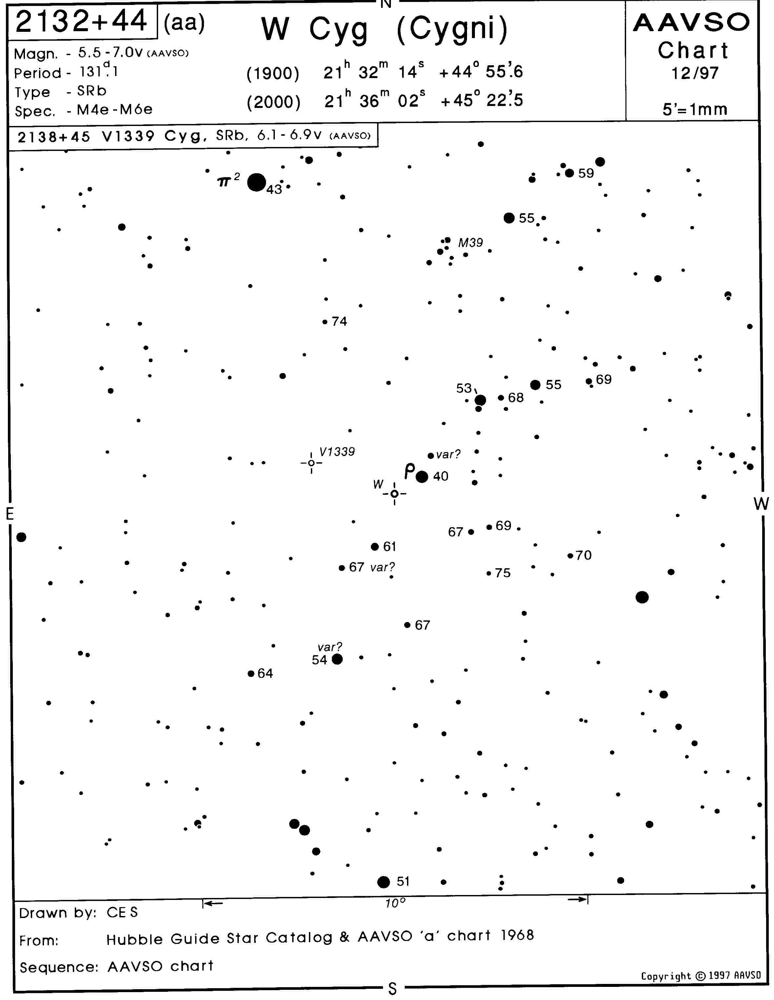 N
2132+44 (aa)
W Cyg (Cygni)
AAVSO
Chart
12/97
5'=1mm
Magn. - 5.5-7.0v (AAVSO)
Period - 131.ᵈ1
Type - SRb
Spec. - M4e-M6e
(1900) 21ʰ 32ᵐ 14ˢ +44° 55.'6
(2000) 21ʰ 36ᵐ 02ˢ +45° 22.'5
2138+45 V1339 Cyg, SRb, 6.1-6.9v (AAVSO)
π² 43
59
55
M39
74
69
55
53
68
V1339
var?
ρ 40
W
E
W
69
67
61
70
67 var?
75
67
var?
54
64
51
10°
Drawn by: CES
From: Hubble Guide Star Catalog & AAVSO 'a' chart 1968
Sequence: AAVSO chart
Copyright © 1997 AAVSO
S